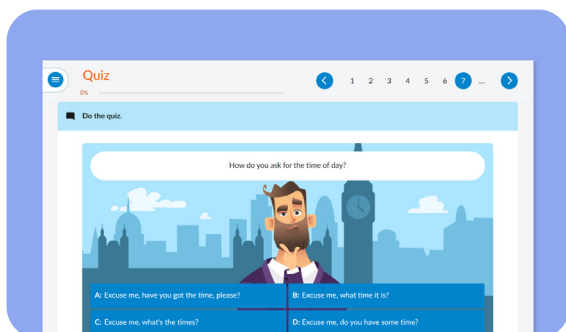 Quiz
0%
1 2 3 4 5 6 7 ...
Do the quiz.
How do you ask for the time of day?
A: Excuse me, have you got the time, please?
B: Excuse me, what time it is?
C: Excuse me, what's the times?
D: Excuse me, do you have some time?